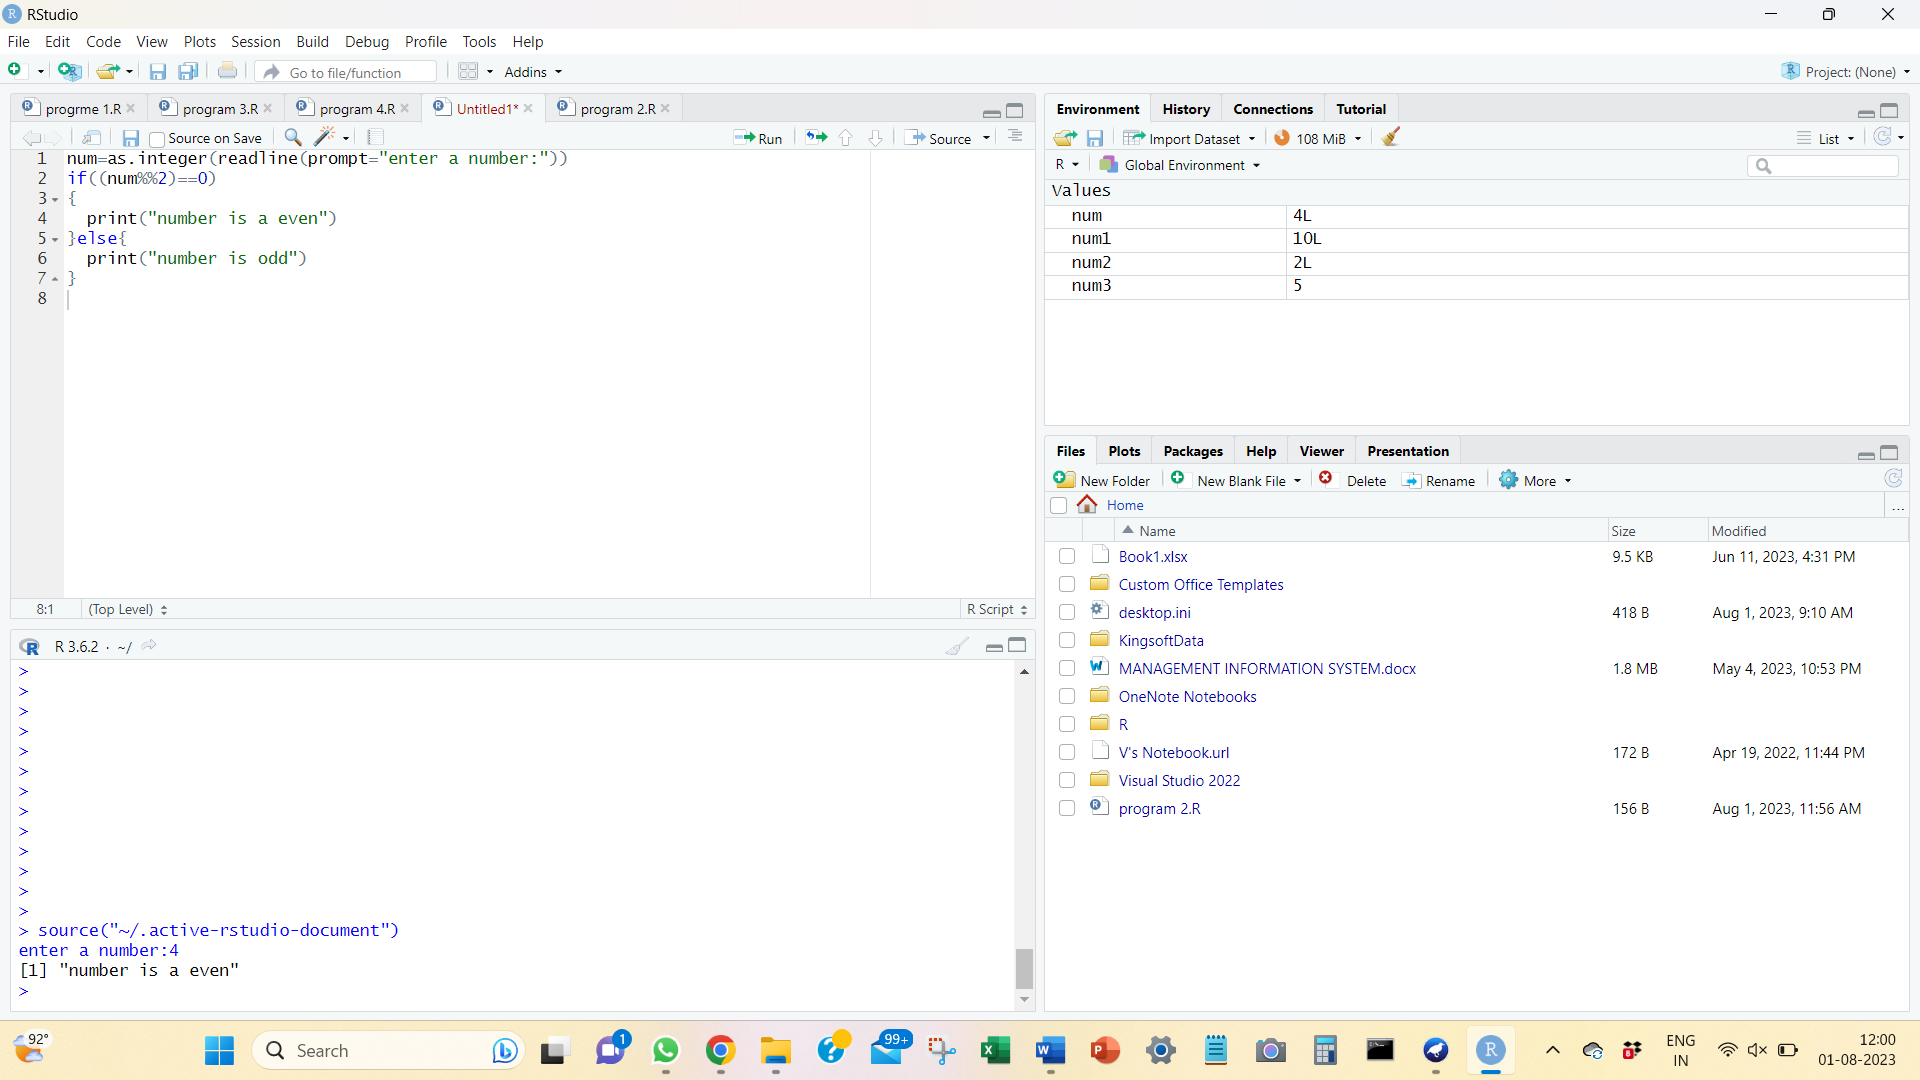 RStudio
File Edit Code View Plots Session Build Debug Profile Tools Help
Go to file/function Addins Project: (None)
progrme 1.R program 3.R program 4.R Untitled1* program 2.R
Source on Save Run Source
1 num=as.integer(readline(prompt="enter a number:"))
2 if((num%%2)==0)
3 {
4 print("number is a even")
5 }else{
6 print("number is odd")
7 }
8
8:1 (Top Level) R Script
R 3.6.2 · ~/
>
>
>
>
>
>
>
>
>
>
>
>
>
> source("~/.active-rstudio-document")
enter a number:4
[1] "number is a even"
>
Environment History Connections Tutorial
Import Dataset 108 MiB List
R Global Environment
Values
num 4L
num1 10L
num2 2L
num3 5
Files Plots Packages Help Viewer Presentation
New Folder New Blank File Delete Rename More
Home ...
Name Size Modified
Book1.xlsx 9.5 KB Jun 11, 2023, 4:31 PM
Custom Office Templates
desktop.ini 418 B Aug 1, 2023, 9:10 AM
KingsoftData
MANAGEMENT INFORMATION SYSTEM.docx 1.8 MB May 4, 2023, 10:53 PM
OneNote Notebooks
R
V's Notebook.url 172 B Apr 19, 2022, 11:44 PM
Visual Studio 2022
program 2.R 156 B Aug 1, 2023, 11:56 AM
92° Search 1 99+ ENG 12:00
IN 01-08-2023